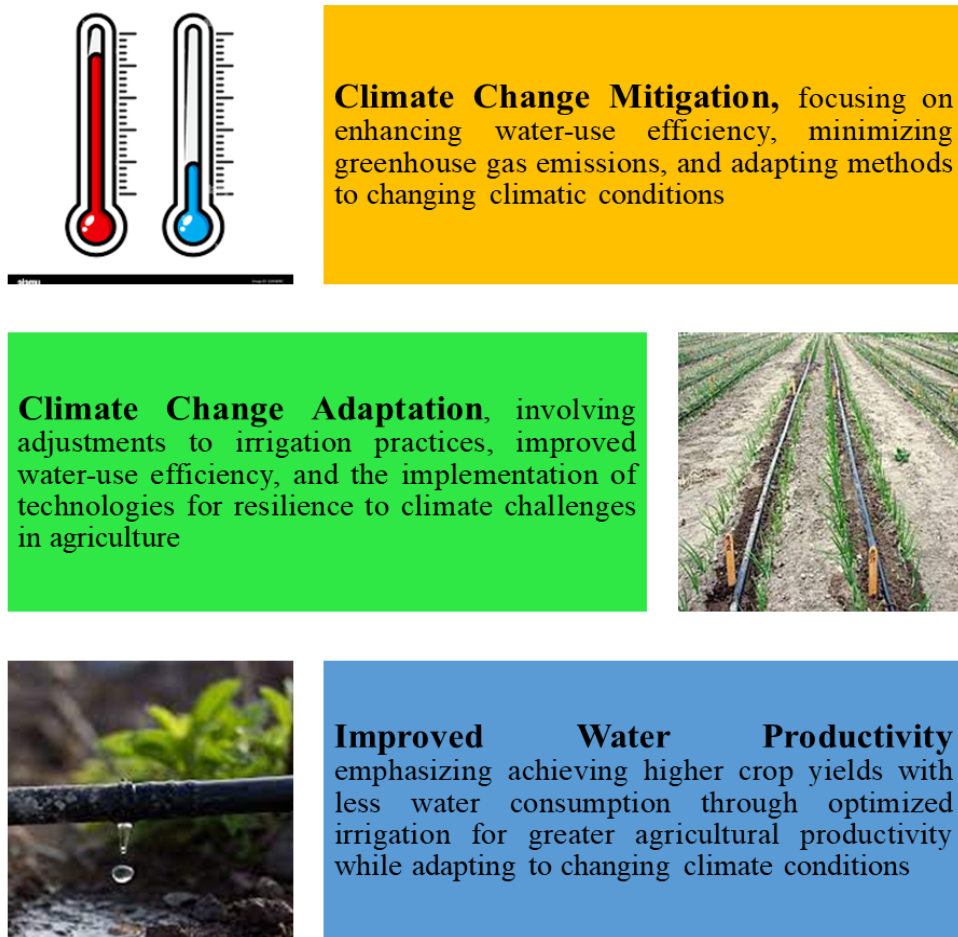 Climate Change Mitigation, focusing on
enhancing water-use efficiency, minimizing
greenhouse gas emissions, and adapting methods
to changing climatic conditions
Climate Change Adaptation, involving
adjustments to irrigation practices, improved
water-use efficiency, and the implementation of
technologies for resilience to climate challenges
in agriculture
Improved Water Productivity
emphasizing achieving higher crop yields with
less water consumption through optimized
irrigation for greater agricultural productivity
while adapting to changing climate conditions